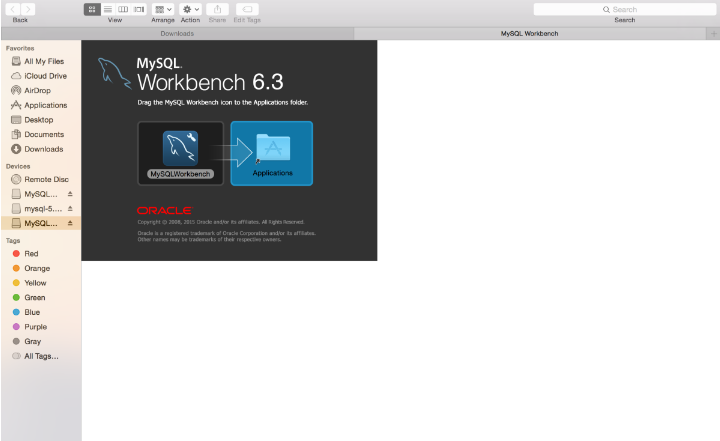 Search
Back
View
Arrange
Action
Share
Edit Tags
Search
Downloads
MySQL Workbench
Favorites
All My Files
iCloud Drive
AirDrop
Applications
Desktop
Documents
Downloads
Devices
Remote Disc
MySQL...
mysql-5....
MySQL...
Tags
Red
Orange
Yellow
Green
Blue
Purple
Gray
All Tags...
MySQL.
Workbench 6.3
Drag the MySQL Workbench icon to the Applications folder.
MySQLWorkbench
Applications
ORACLE
Copyright © 2006, 2015 Oracle and/or its affiliates. All Rights Reserved.
Oracle is a registered trademark of Oracle Corporation and/or its affiliates.
Other names may be trademarks of their respective owners.